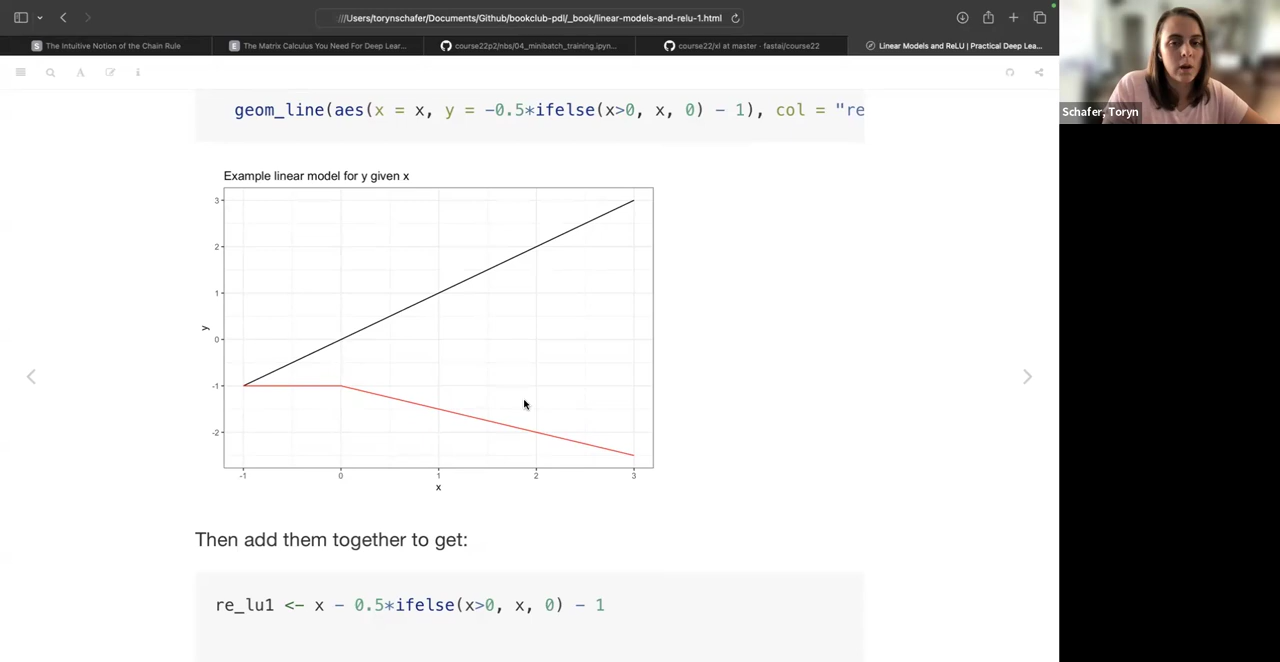 ///Users/torynschafer/Documents/Github/bookclub-pdl/_book/linear-models-and-relu-1.html
S The Intuitive Notion of the Chain Rule
E The Matrix Calculus You Need For Deep Lear...
course22p2/nbs/04_minibatch_training.ipyn...
course22/xl at master · fastai/course22
Linear Models and ReLU | Practical Deep Lea...
Schafer, Toryn
geom_line(aes(x = x, y = -0.5*ifelse(x>0, x, 0) - 1), col = "re
Example linear model for y given x
3
2
1
0
-1
-2
y
-1 0 1 2 3
x
Then add them together to get:
re_lu1 <- x - 0.5*ifelse(x>0, x, 0) - 1